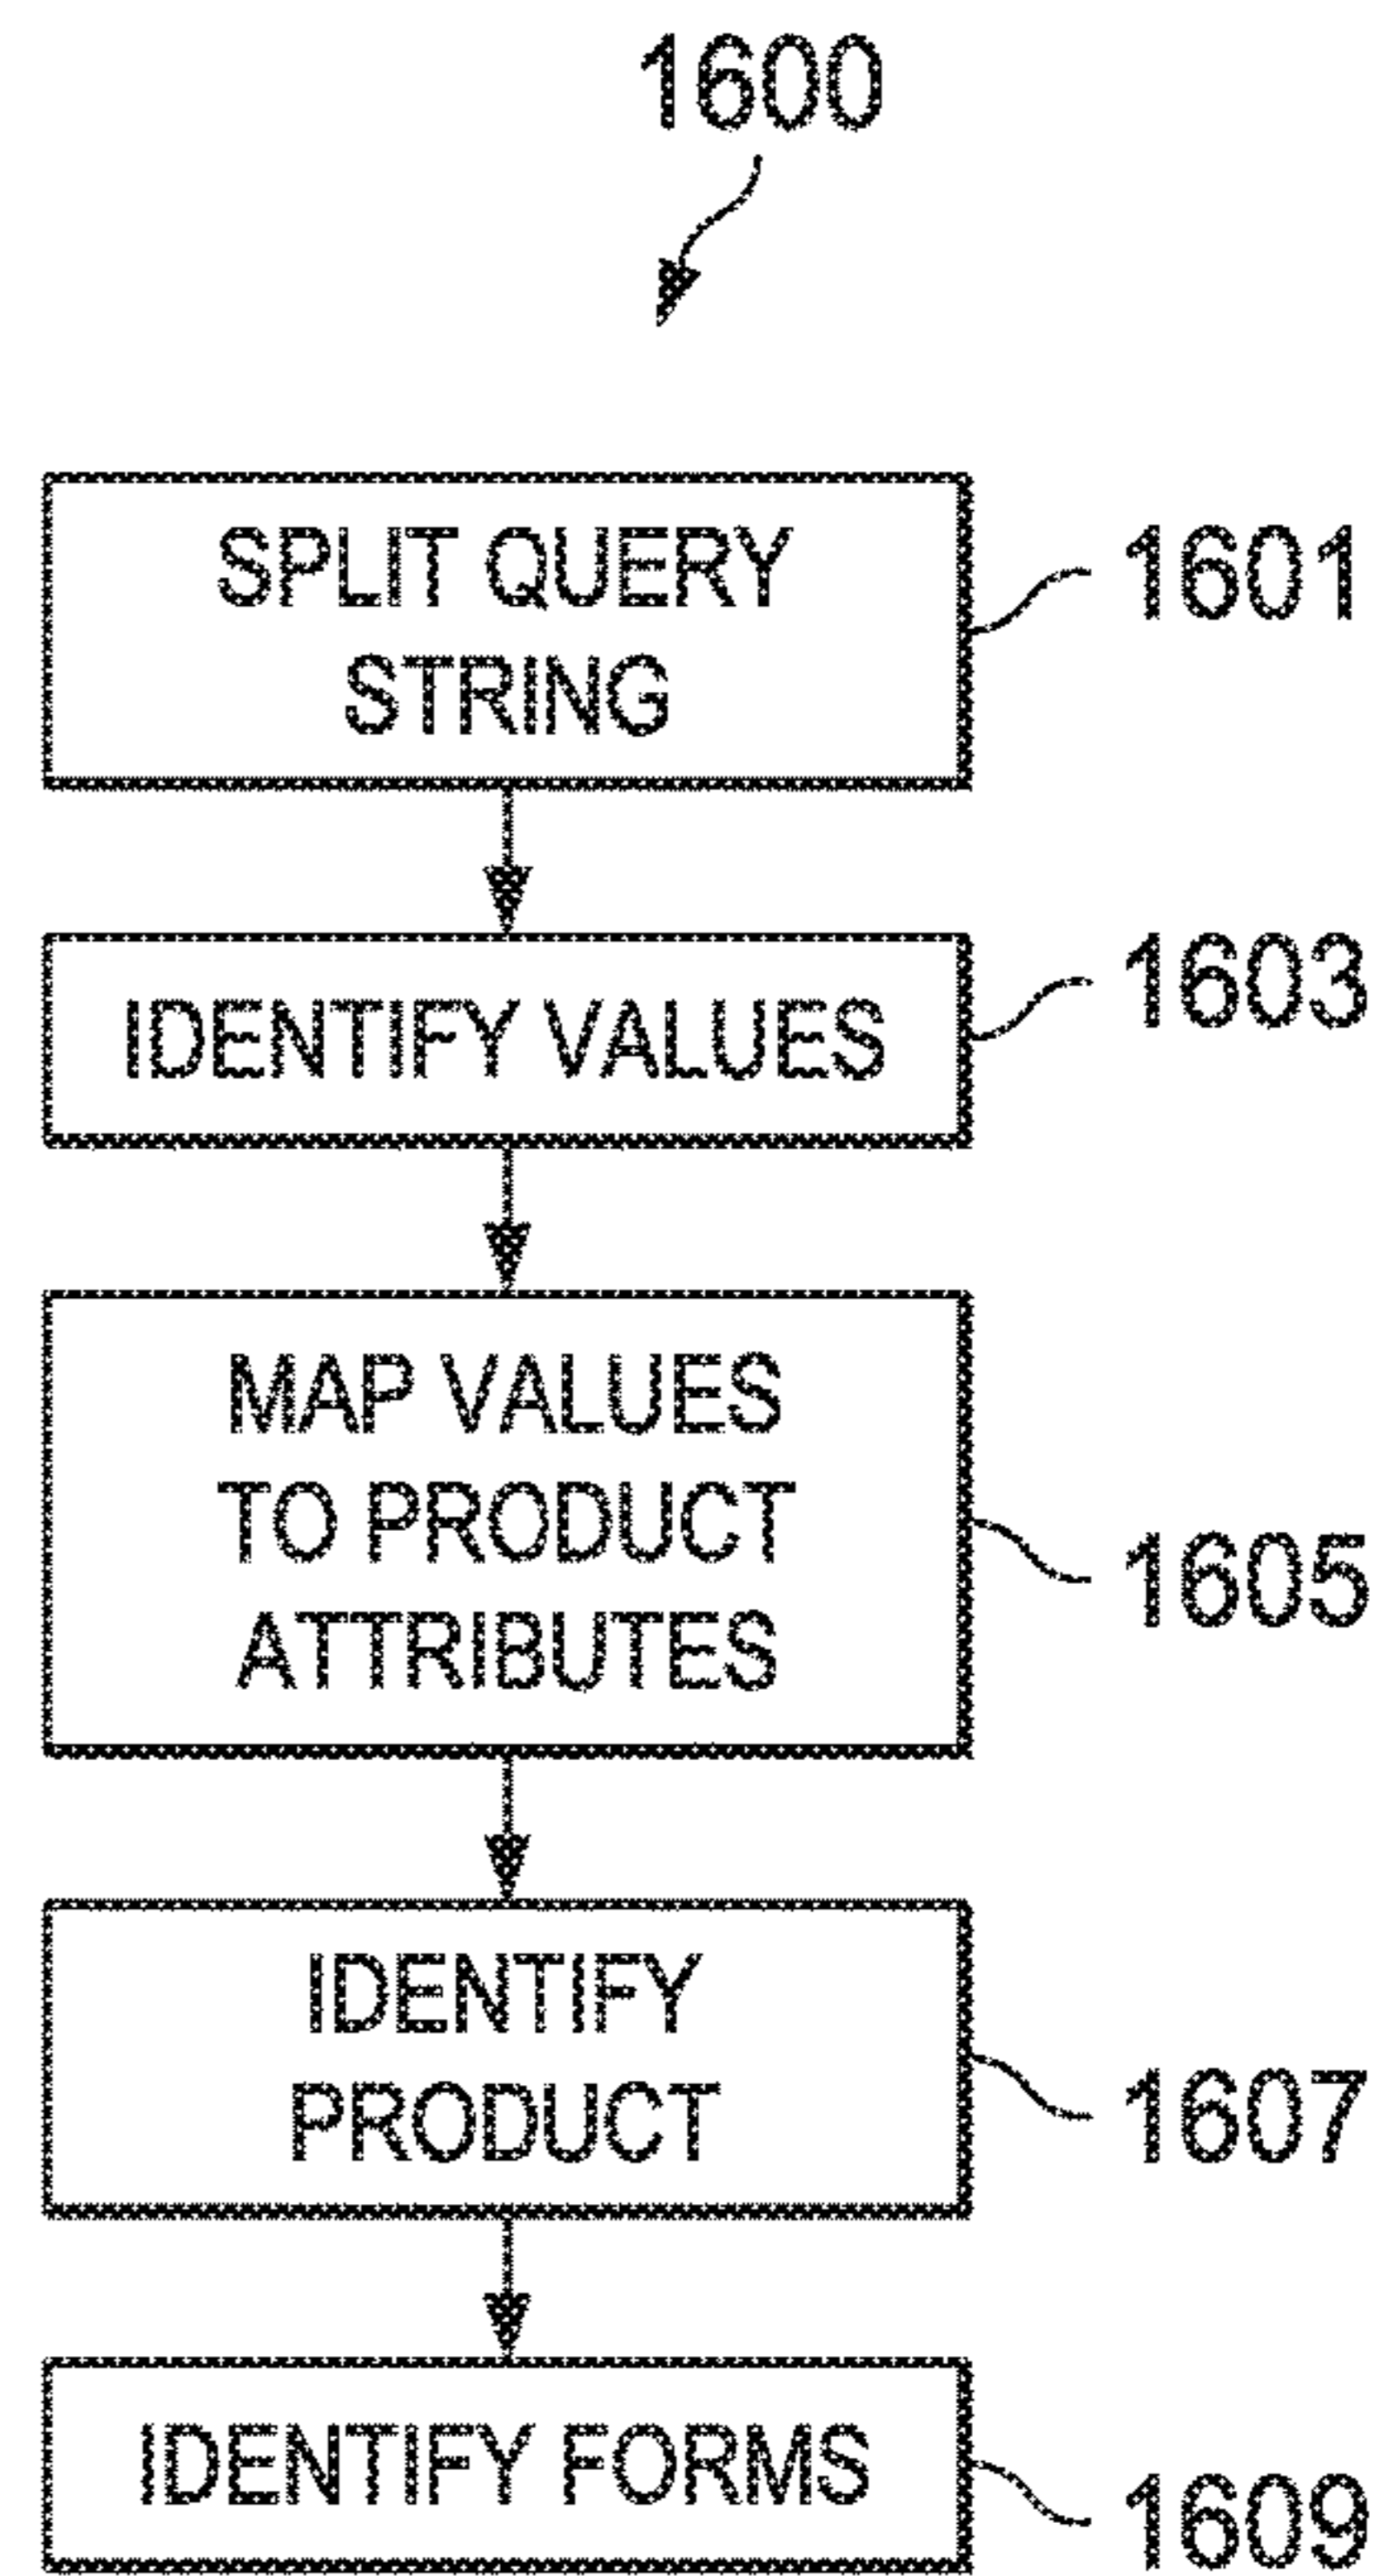 1600
SPLIT QUERY
STRING
1601
IDENTIFY VALUES
1603
MAP VALUES
TO PRODUCT
ATTRIBUTES
1605
IDENTIFY
PRODUCT
1607
IDENTIFY FORMS
1609